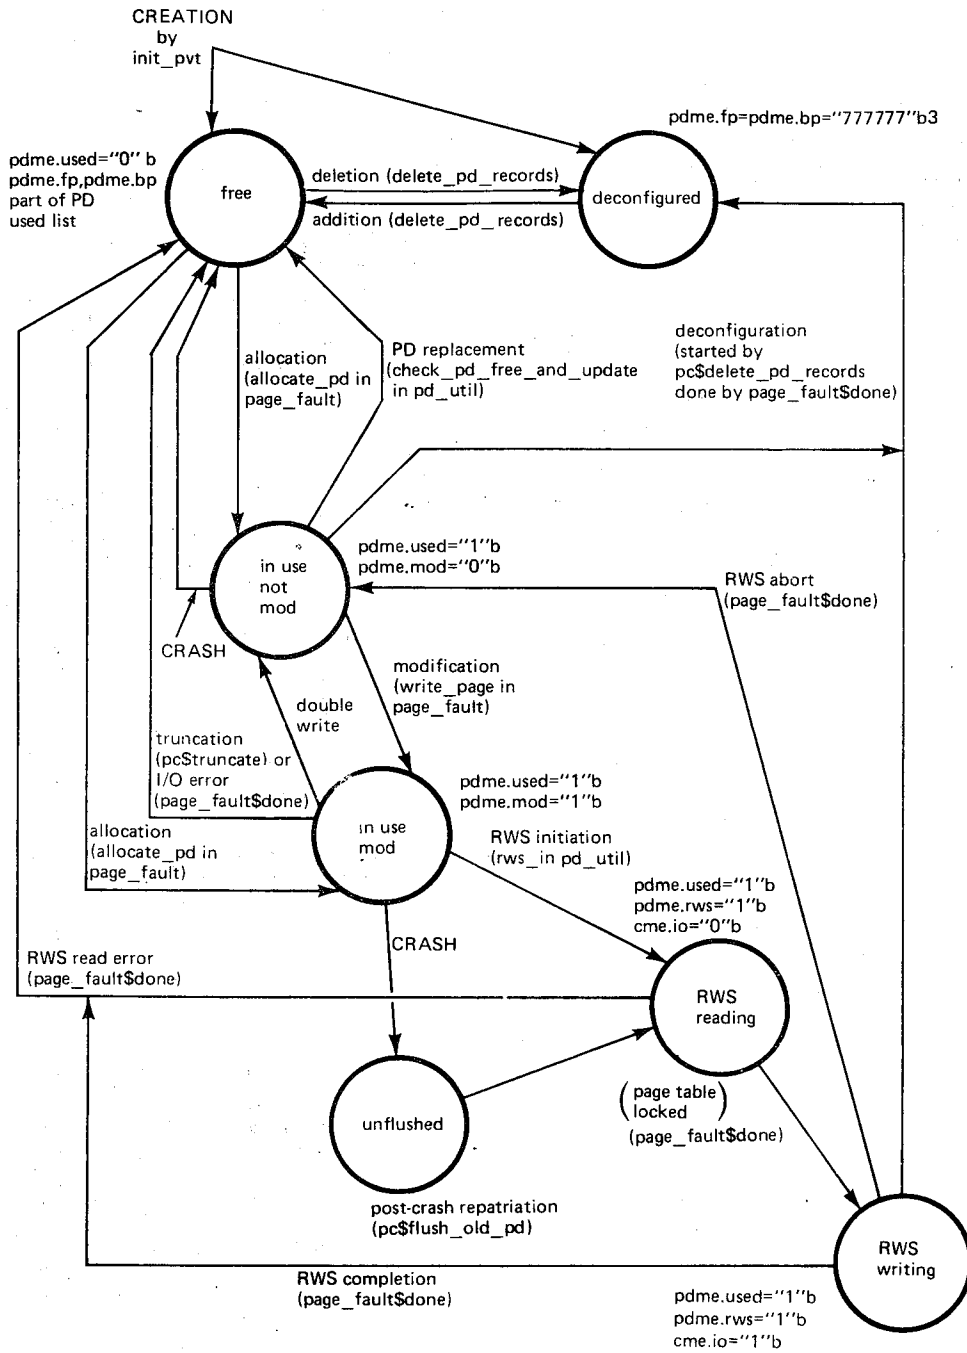 CREATION
by
init_pvt
pdme.fp=pdme.bp="777777"b3
pdme.used="0" b
pdme.fp,pdme.bp
part of PD
used list
free
deletion (delete_pd_records)
addition (delete_pd_records)
deconfigured
allocation
(allocate_pd in
page_fault)
PD replacement
(check_pd_free_and_update
in pd_util)
deconfiguration
(started by
pc$delete_pd_records
done by page_fault$done)
in use
not
mod
pdme.used="1"b
pdme.mod="0"b
RWS abort
(page_fault$done)
CRASH
modification
(write_page in
page_fault)
double
write
truncation
(pc$truncate) or
I/O error
(page_fault$done)
pdme.used="1"b
pdme.mod="1"b
in use
mod
allocation
(allocate_pd in
page_fault)
RWS initiation
(rws_in pd_util)
pdme.used="1"b
pdme.rws="1"b
cme.io="0"b
CRASH
RWS read error
(page_fault$done)
RWS
reading
(page table
locked)
(page_fault$done)
unflushed
post-crash repatriation
(pc$flush_old_pd)
RWS
writing
RWS completion
(page_fault$done)
pdme.used="1"b
pdme.rws="1"b
cme.io="1"b